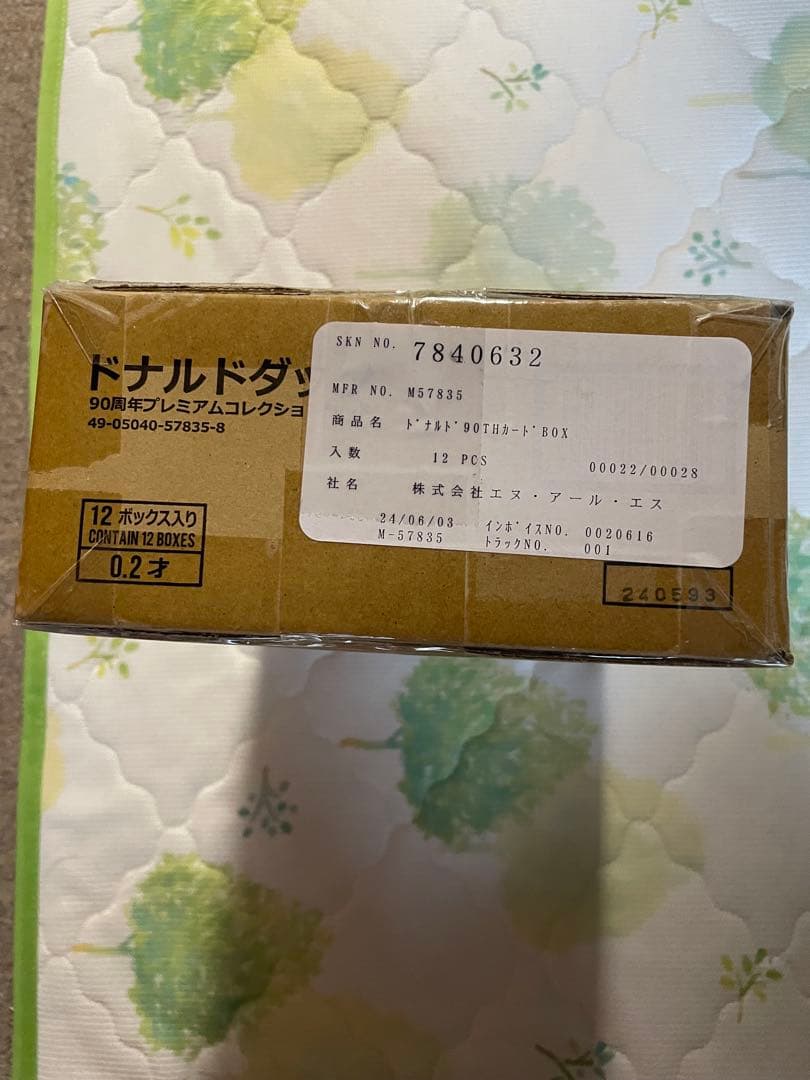 ドナルドダッ
90周年プレミアムコレクショ
49-05040-57835-8
12 ボックス入り
CONTAIN 12 BOXES
0.2 才
SKN NO. 7840632
MFR NO. M57835
商品名 ﾄﾞﾅﾙﾄﾞ90THｶｰﾄﾞBOX
入数 12 PCS 00022/00028
社名 株式会社エヌ・アール・エス
24/06/03 ｲﾝﾎﾞｲｽNO. 0020616
M-57835 ﾄﾗｯｸNO. 001
240593